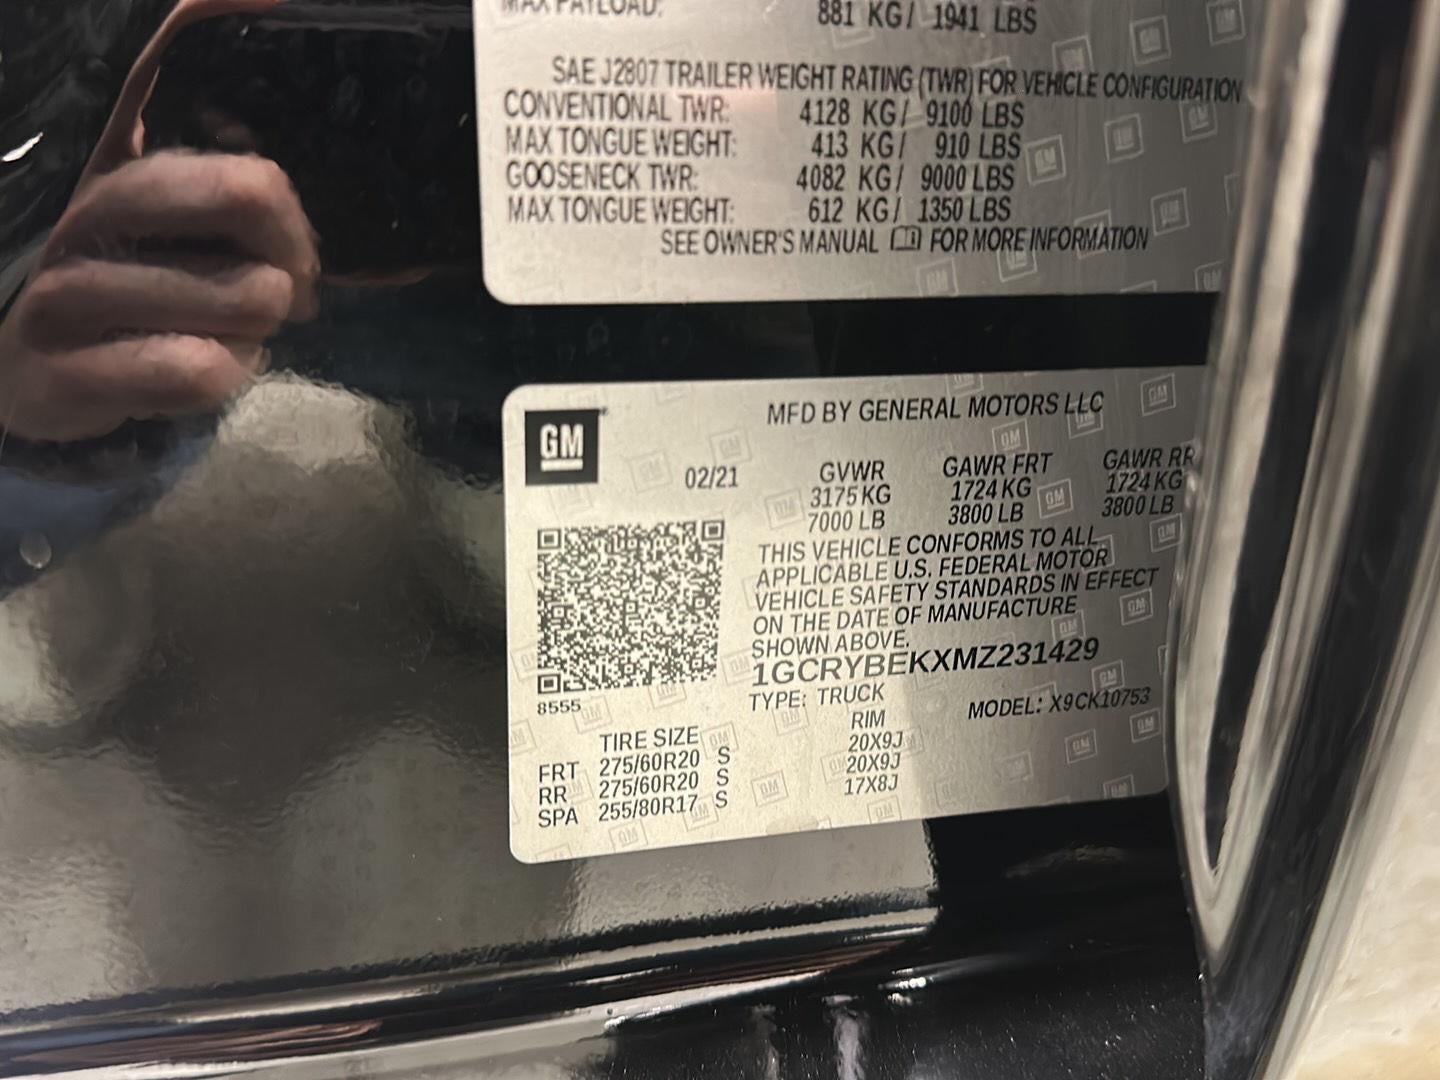 MAX PAYLOAD: 881 KG/ 1941 LBS
SAE J2807 TRAILER WEIGHT RATING (TWR) FOR VEHICLE CONFIGURATION
CONVENTIONAL TWR: 4128 KG/ 9100 LBS
MAX TONGUE WEIGHT: 413 KG/ 910 LBS
GOOSENECK TWR: 4082 KG/ 9000 LBS
MAX TONGUE WEIGHT: 612 KG/ 1350 LBS
SEE OWNER'S MANUAL FOR MORE INFORMATION
GM
MFD BY GENERAL MOTORS LLC
02/21 GVWR GAWR FRT GAWR RR
3175 KG 1724 KG 1724 KG
7000 LB 3800 LB 3800 LB
THIS VEHICLE CONFORMS TO ALL
APPLICABLE U.S. FEDERAL MOTOR
VEHICLE SAFETY STANDARDS IN EFFECT
ON THE DATE OF MANUFACTURE
SHOWN ABOVE.
1GCRYBEKXMZ231429
8555
TYPE: TRUCK MODEL: X9CK10753
TIRE SIZE RIM
FRT 275/60R20 S 20X9J
RR 275/60R20 S 20X9J
SPA 255/80R17 S 17X8J